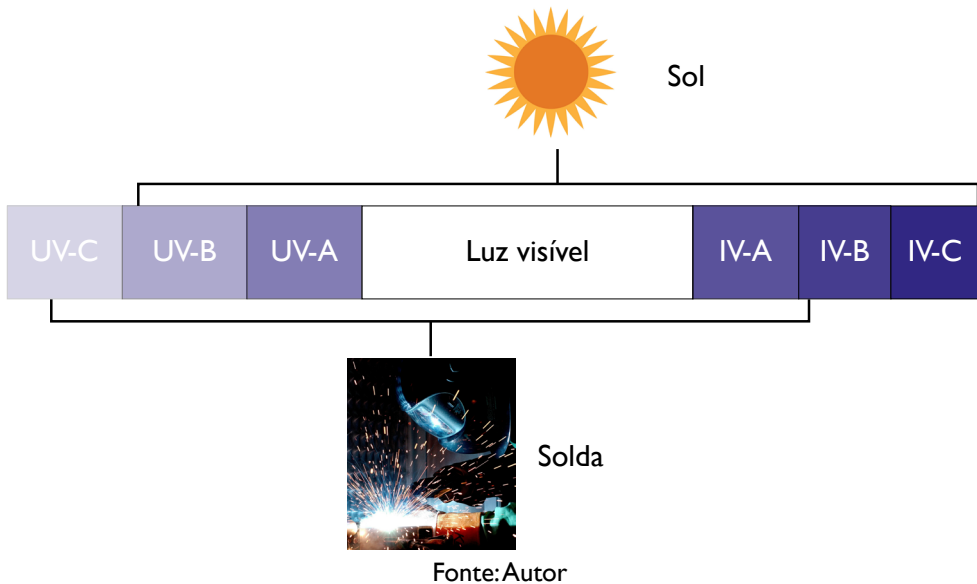 Sol
UV-C UV-B UV-A Luz visível IV-A IV-B IV-C
Solda
Fonte: Autor